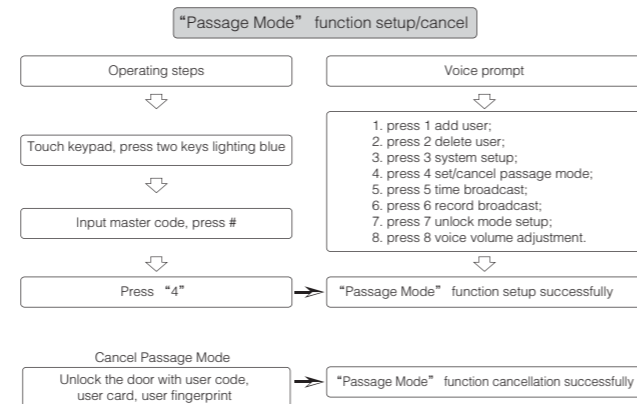 “Passage Mode” function setup/cancel
Operating steps
Voice prompt
Touch keypad, press two keys lighting blue
1. press 1 add user;
2. press 2 delete user;
3. press 3 system setup;
4. press 4 set/cancel passage mode;
5. press 5 time broadcast;
6. press 6 record broadcast;
7. press 7 unlock mode setup;
8. press 8 voice volume adjustment.
Input master code, press #
Press “4”
“Passage Mode” function setup successfully
Cancel Passage Mode
Unlock the door with user code,
user card, user fingerprint
“Passage Mode” function cancellation successfully